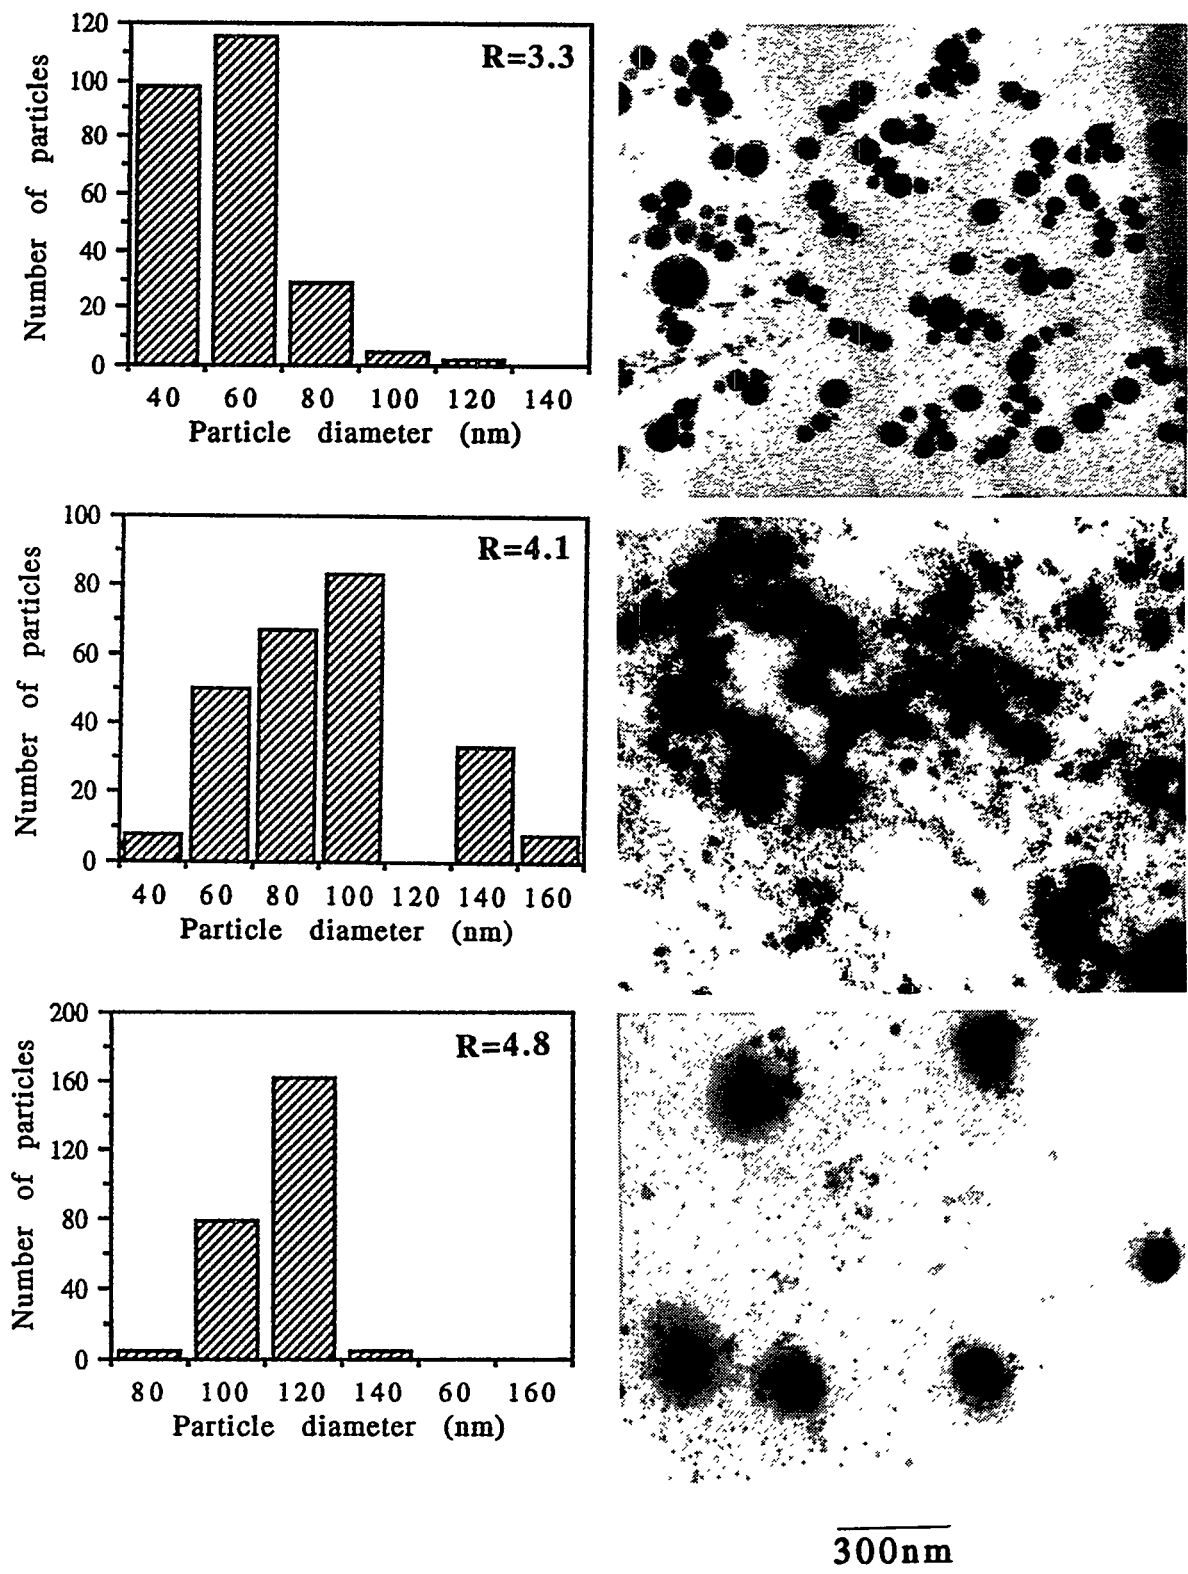 120
100
80
60
40
20
0
Number of particles
R=3.3
40 60 80 100 120 140
Particle diameter (nm)
100
80
60
40
20
0
Number of particles
R=4.1
40 60 80 100 120 140 160
Particle diameter (nm)
200
160
120
80
40
0
Number of particles
R=4.8
80 100 120 140 60 160
Particle diameter (nm)
300nm